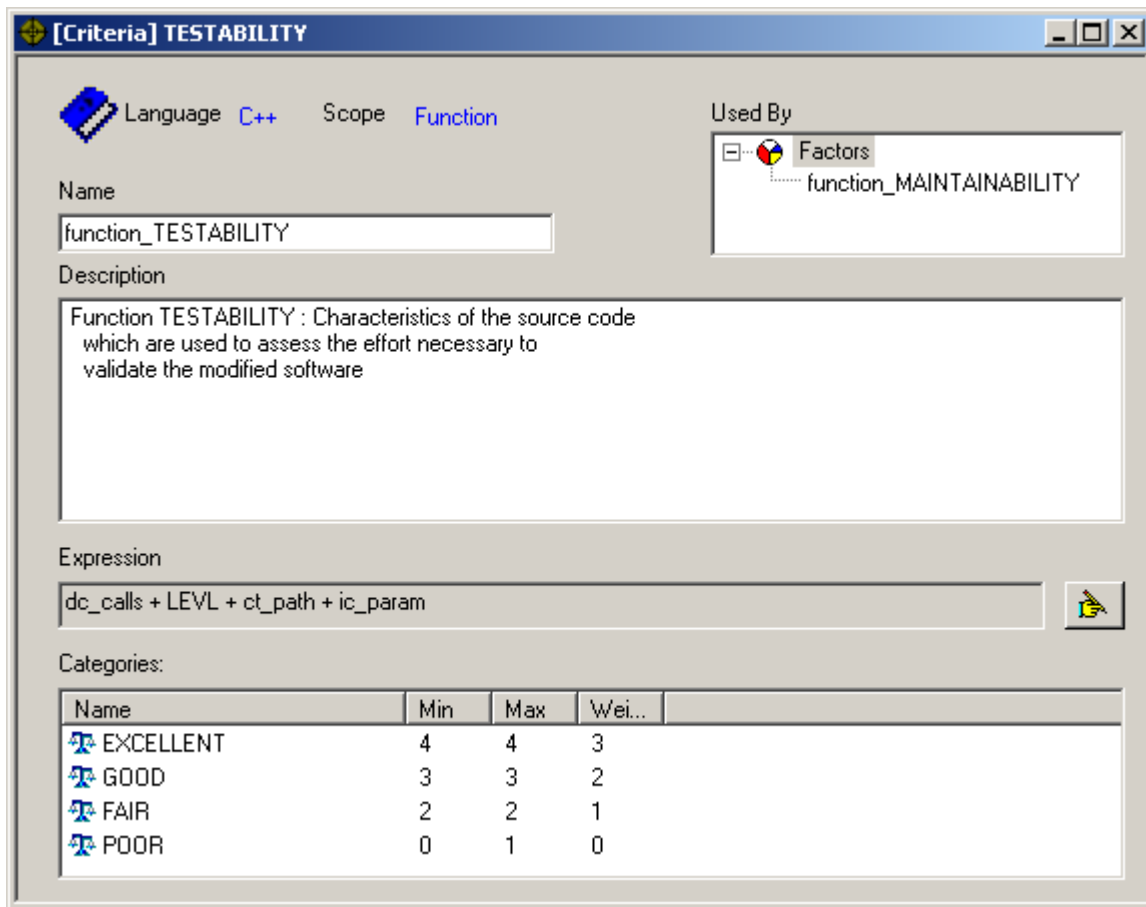 [Criteria] TESTABILITY
Language C++ Scope Function
Used By
Factors
function_MAINTAINABILITY
Name
function_TESTABILITY
Description
Function TESTABILITY : Characteristics of the source code
which are used to assess the effort necessary to
validate the modified software
Expression
dc_calls + LEVL + ct_path + ic_param
Categories:
Name Min Max Wei...
EXCELLENT 4 4 3
GOOD 3 3 2
FAIR 2 2 1
POOR 0 1 0